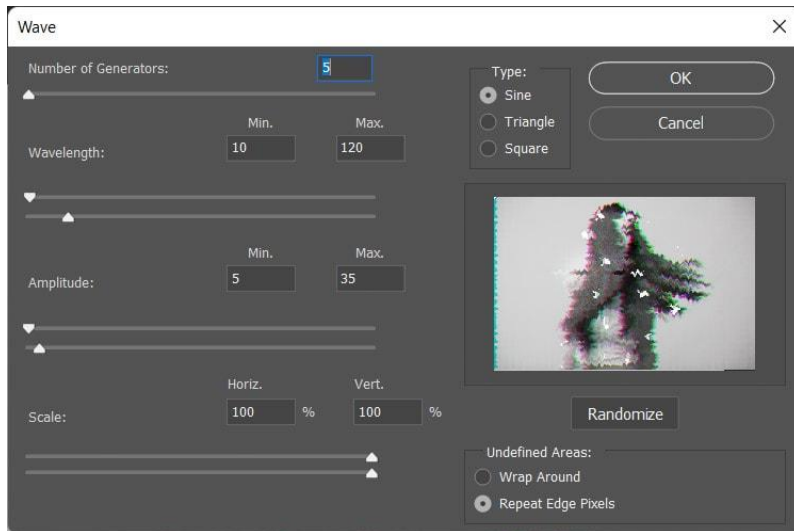 Wave
Number of Generators: 5
Min. Max.
Wavelength: 10 120
Min. Max.
Amplitude: 5 35
Horiz. Vert.
Scale: 100 % 100 %
Type:
Sine
Triangle
Square
OK
Cancel
Randomize
Undefined Areas:
Wrap Around
Repeat Edge Pixels